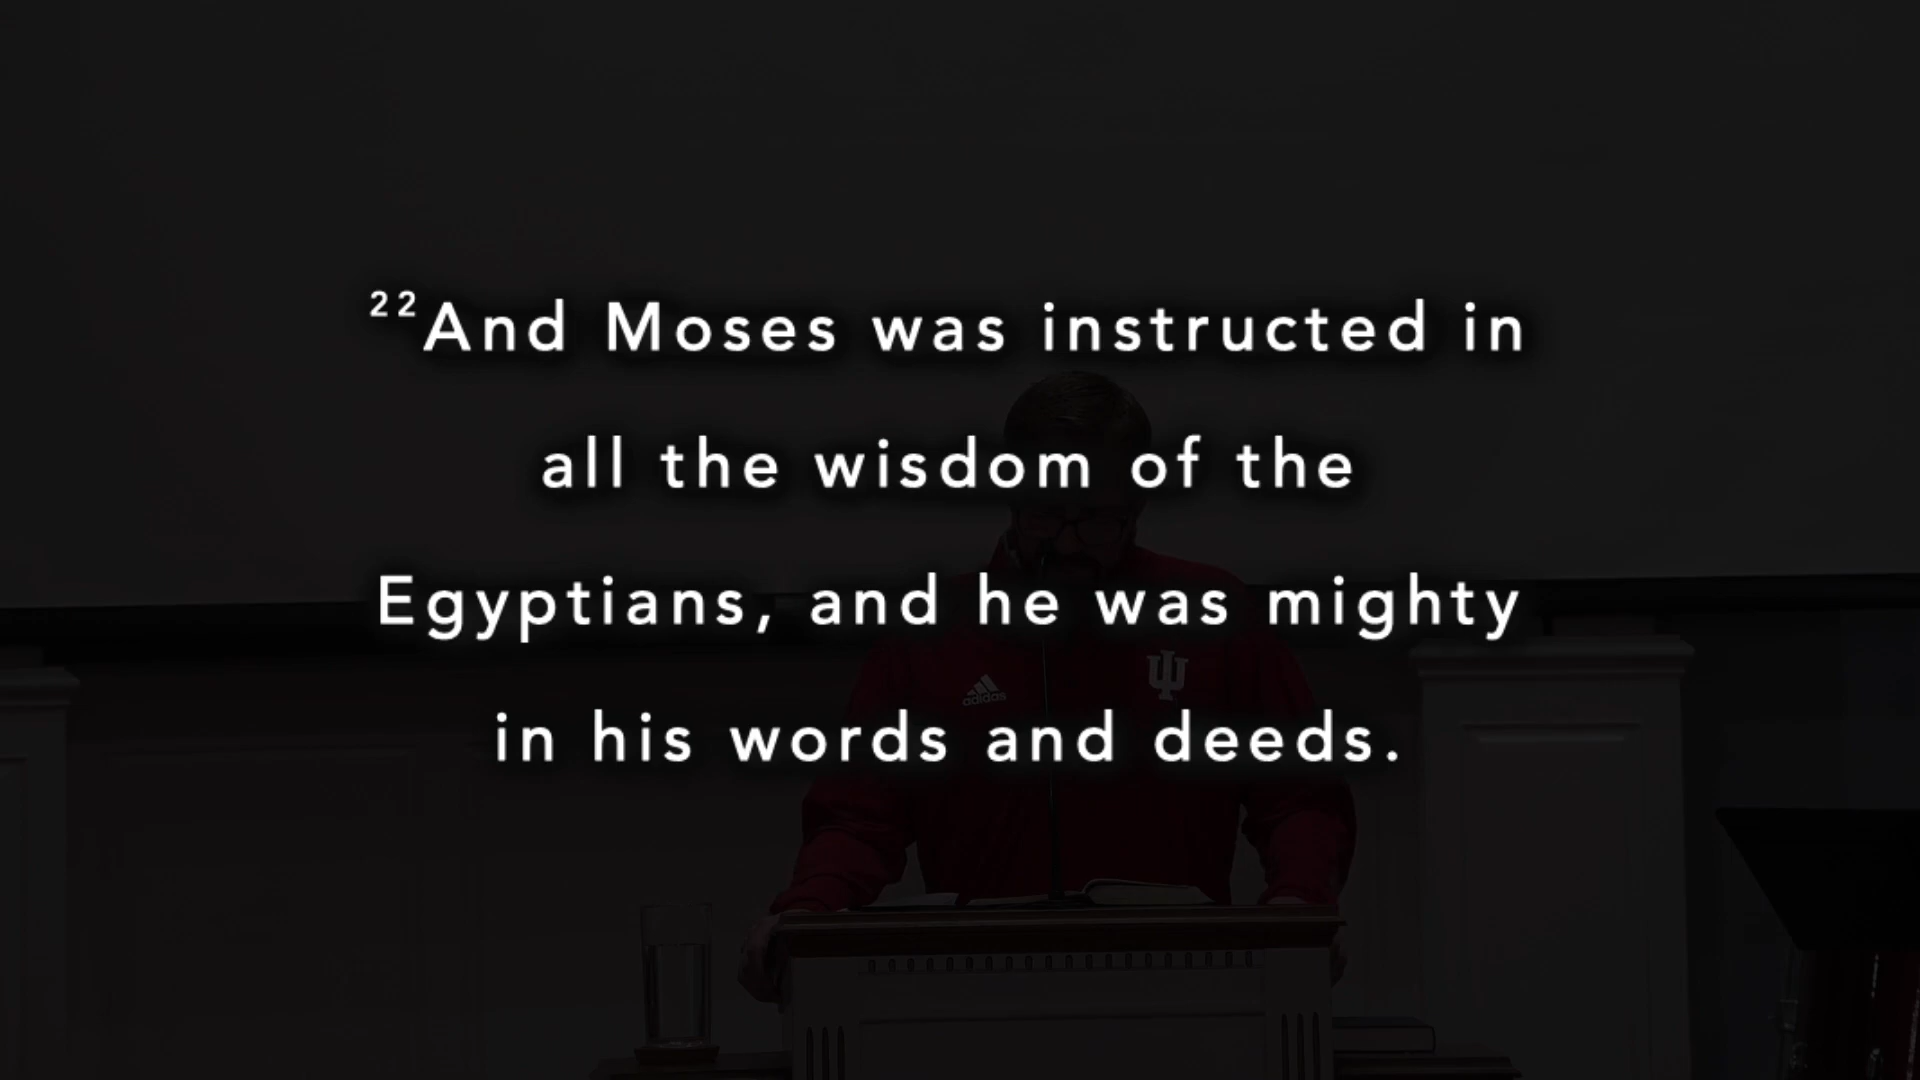 ²²And Moses was instructed in
all the wisdom of the
Egyptians, and he was mighty
adidas
in his words and deeds.